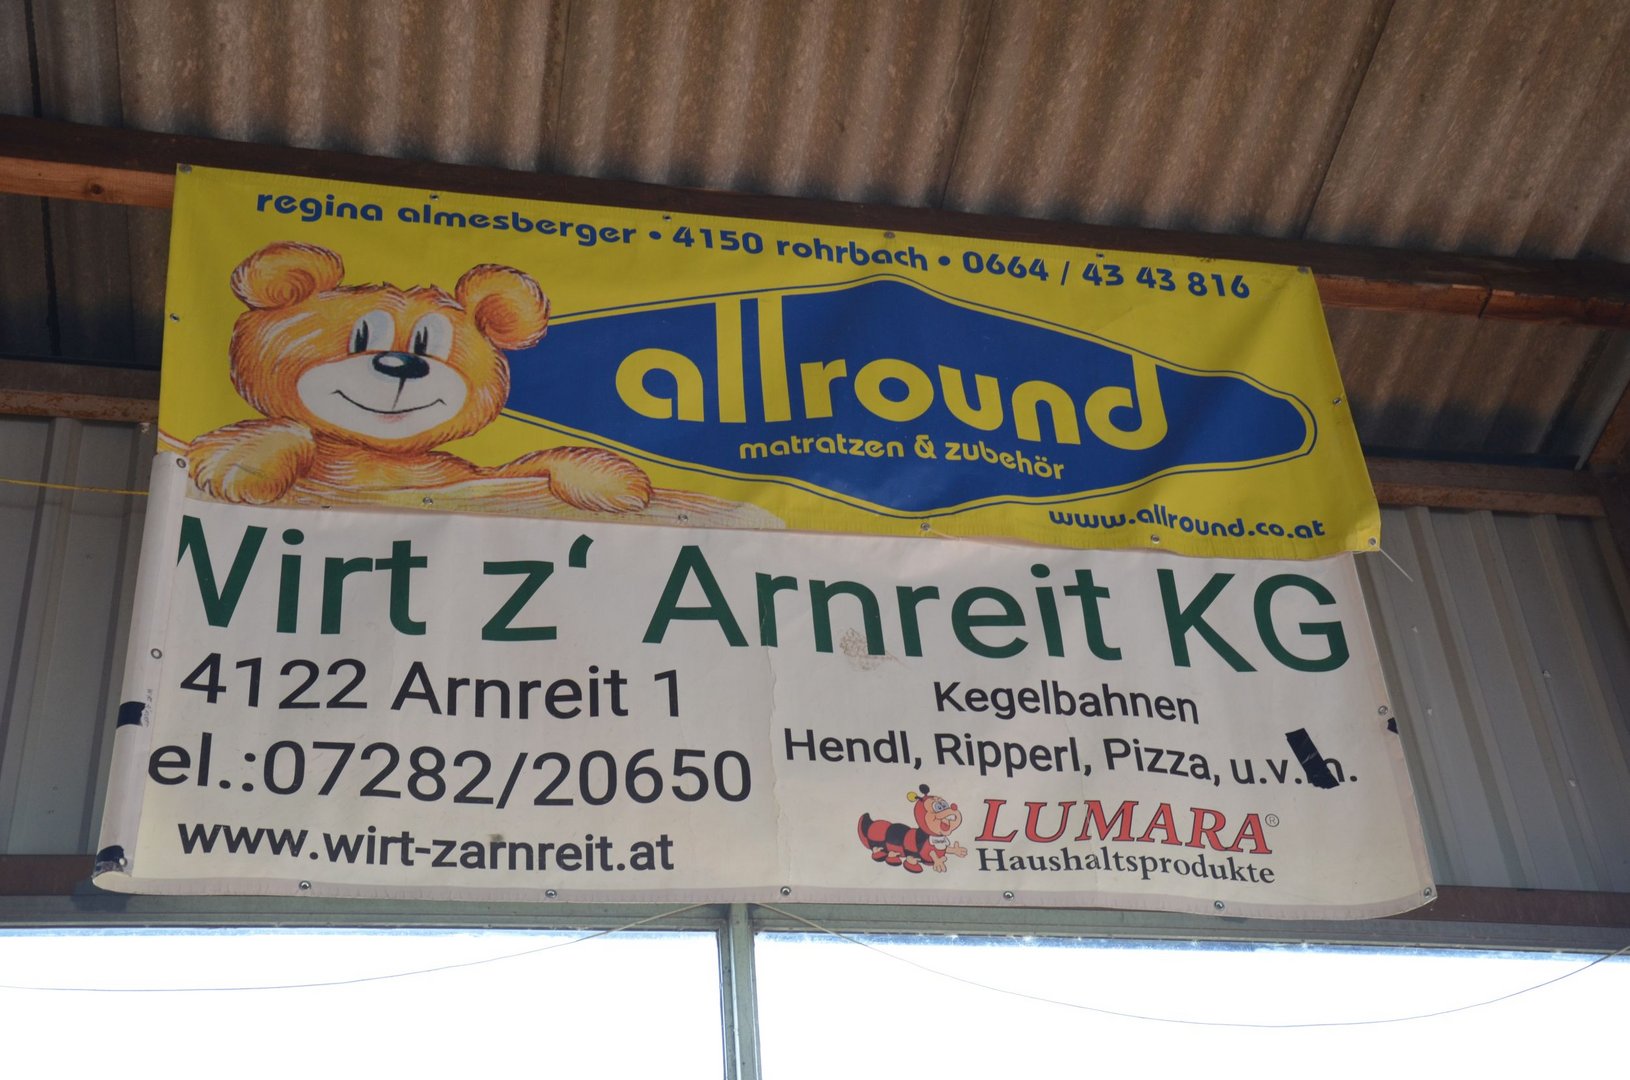 regina almesberger • 4150 rohrbach • 0664 / 43 43 816
allround
matratzen & zubehör
www.allround.co.at
Wirt z‘ Arnreit KG
4122 Arnreit 1
el.:07282/20650
www.wirt-zarnreit.at
Kegelbahnen
Hendl, Ripperl, Pizza, u.v.m.
LUMARA®
Haushaltsprodukte